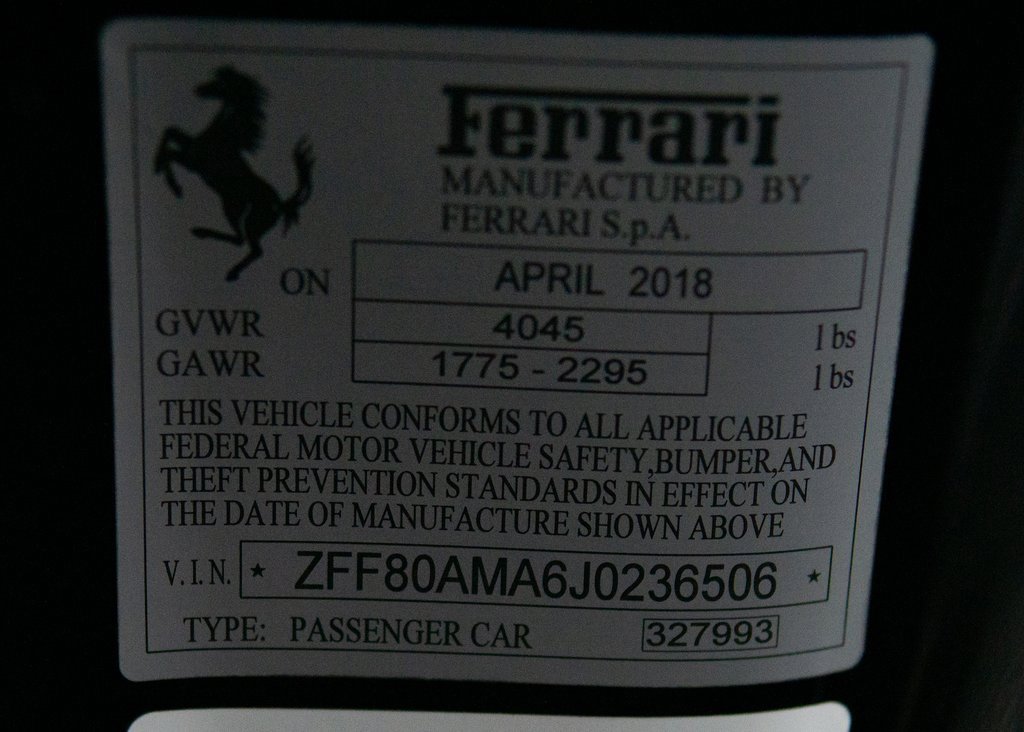 Ferrari
MANUFACTURED BY
FERRARI S.p.A.
ON APRIL 2018
GVWR 4045 lbs
GAWR 1775 - 2295 lbs
THIS VEHICLE CONFORMS TO ALL APPLICABLE
FEDERAL MOTOR VEHICLE SAFETY,BUMPER,AND
THEFT PREVENTION STANDARDS IN EFFECT ON
THE DATE OF MANUFACTURE SHOWN ABOVE
V.I.N. ★ ZFF80AMA6J0236506 ★
TYPE: PASSENGER CAR 327993